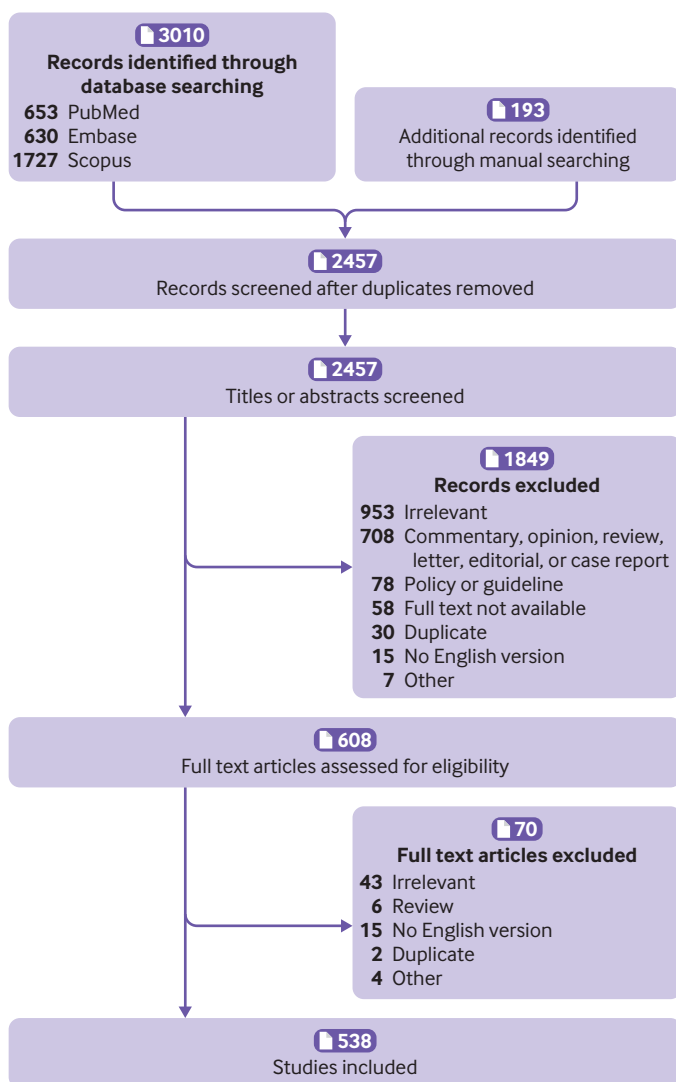 3010
Records identified through
database searching
653 PubMed
630 Embase
1727 Scopus
193
Additional records identified
through manual searching
2457
Records screened after duplicates removed
2457
Titles or abstracts screened
1849
Records excluded
953 Irrelevant
708 Commentary, opinion, review,
letter, editorial, or case report
78 Policy or guideline
58 Full text not available
30 Duplicate
15 No English version
7 Other
608
Full text articles assessed for eligibility
70
Full text articles excluded
43 Irrelevant
6 Review
15 No English version
2 Duplicate
4 Other
538
Studies included